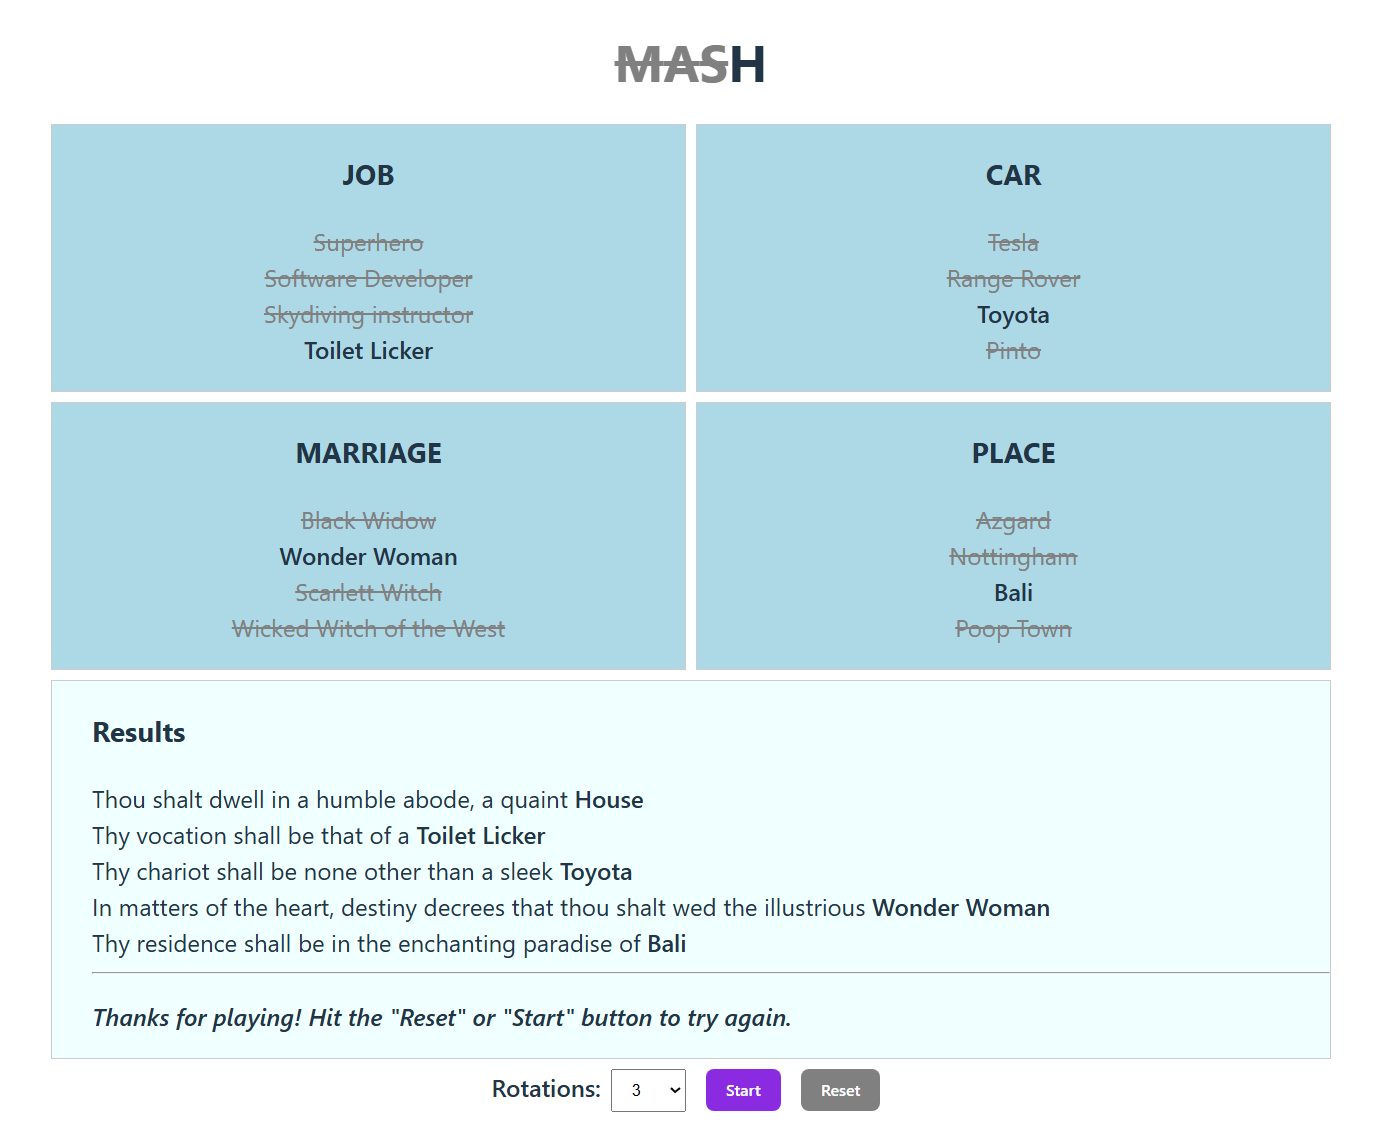 MASH
JOB
Superhero
Software Developer
Skydiving instructor
Toilet Licker
CAR
Tesla
Range Rover
Toyota
Pinto
MARRIAGE
Black Widow
Wonder Woman
Scarlett Witch
Wicked Witch of the West
PLACE
Azgard
Nottingham
Bali
Poop Town
Results
Thou shalt dwell in a humble abode, a quaint House
Thy vocation shall be that of a Toilet Licker
Thy chariot shall be none other than a sleek Toyota
In matters of the heart, destiny decrees that thou shalt wed the illustrious Wonder Woman
Thy residence shall be in the enchanting paradise of Bali
Thanks for playing! Hit the "Reset" or "Start" button to try again.
Rotations: 3 Start Reset